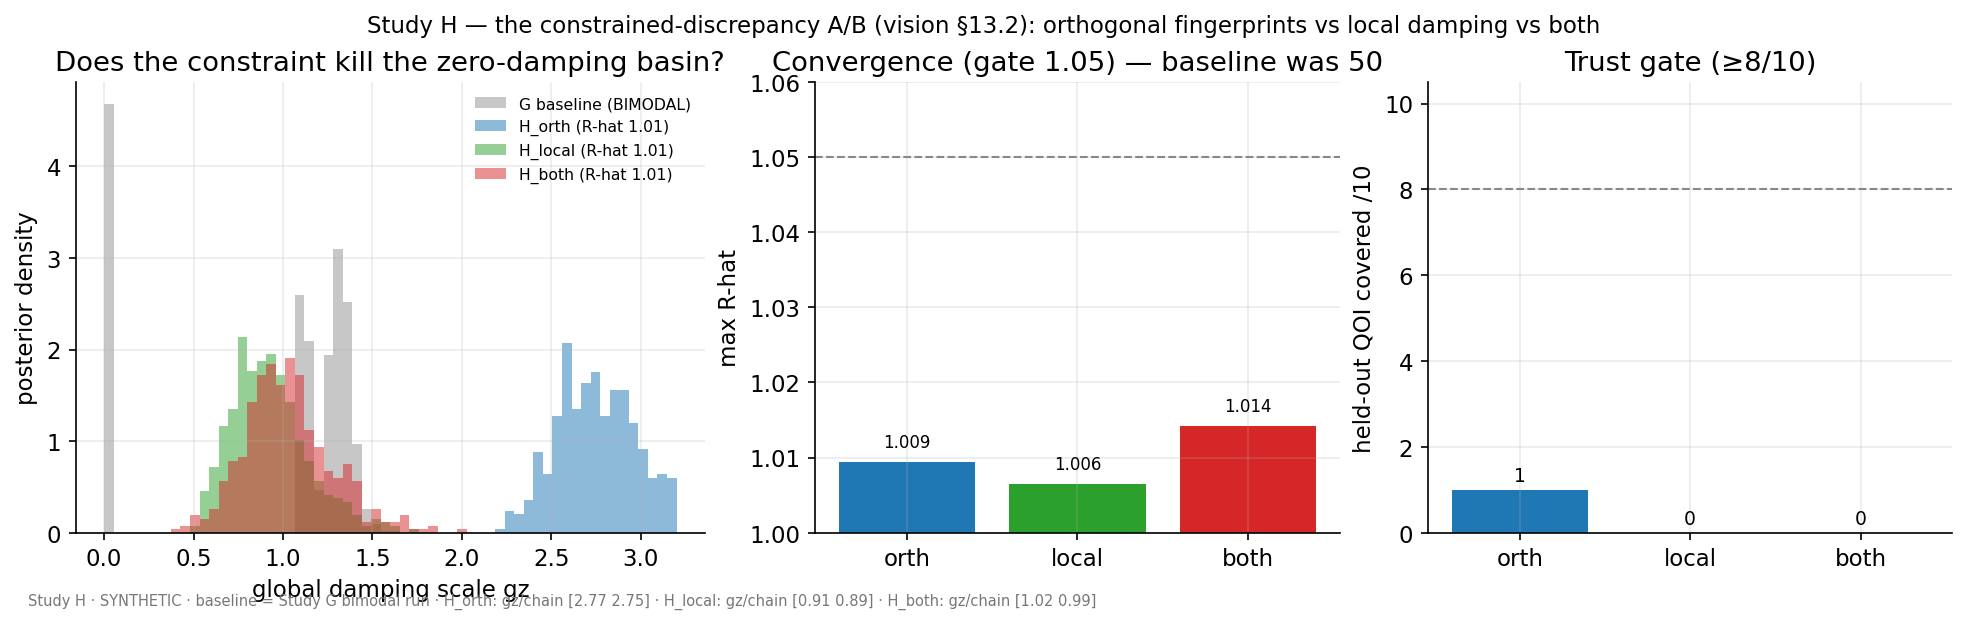 Study H — the constrained-discrepancy A/B (vision §13.2): orthogonal fingerprints vs local damping vs both
Does the constraint kill the zero-damping basin?
G baseline (BIMODAL)
H_orth (R-hat 1.01)
H_local (R-hat 1.01)
H_both (R-hat 1.01)
posterior density
4
3
2
1
0
0.0 0.5 1.0 1.5 2.0 2.5 3.0
global damping scale gz
Convergence (gate 1.05) — baseline was 50
max R-hat
1.06
1.05
1.04
1.03
1.02
1.01
1.00
1.009
1.006
1.014
orth local both
Trust gate (≥8/10)
held-out QOI covered /10
10
8
6
4
2
0
1
0
0
orth local both
Study H · SYNTHETIC · baseline = Study G bimodal run · H_orth: gz/chain [2.77 2.75] · H_local: gz/chain [0.91 0.89] · H_both: gz/chain [1.02 0.99]